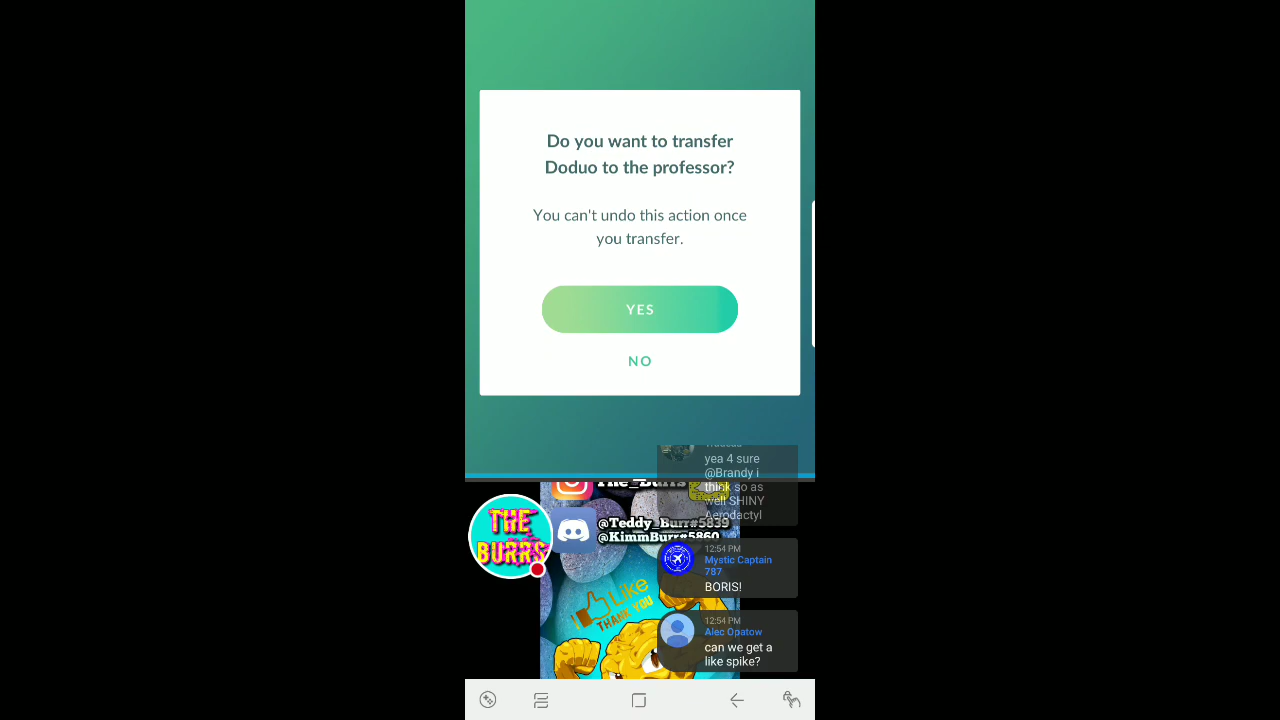 Do you want to transfer
Doduo to the professor?
You can't undo this action once
you transfer.
YES
NO
The_Burrs
@Teddy_Burr#5839
@KimmBurr#5860
THE
BURRS
Like
THANK YOU
yea 4 sure
@Brandy i
think so as
well SHINY
Aerodactyl
12:54 PM
Mystic Captain
787
BORIS!
12:54 PM
Alec Opatow
can we get a
like spike?